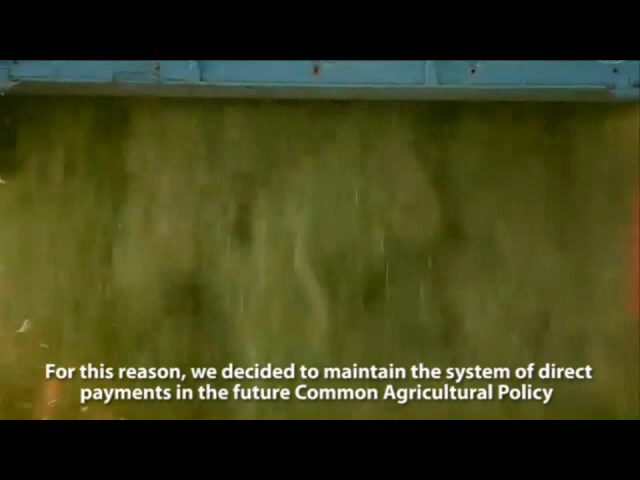 For this reason, we decided to maintain the system of direct
payments in the future Common Agricultural Policy